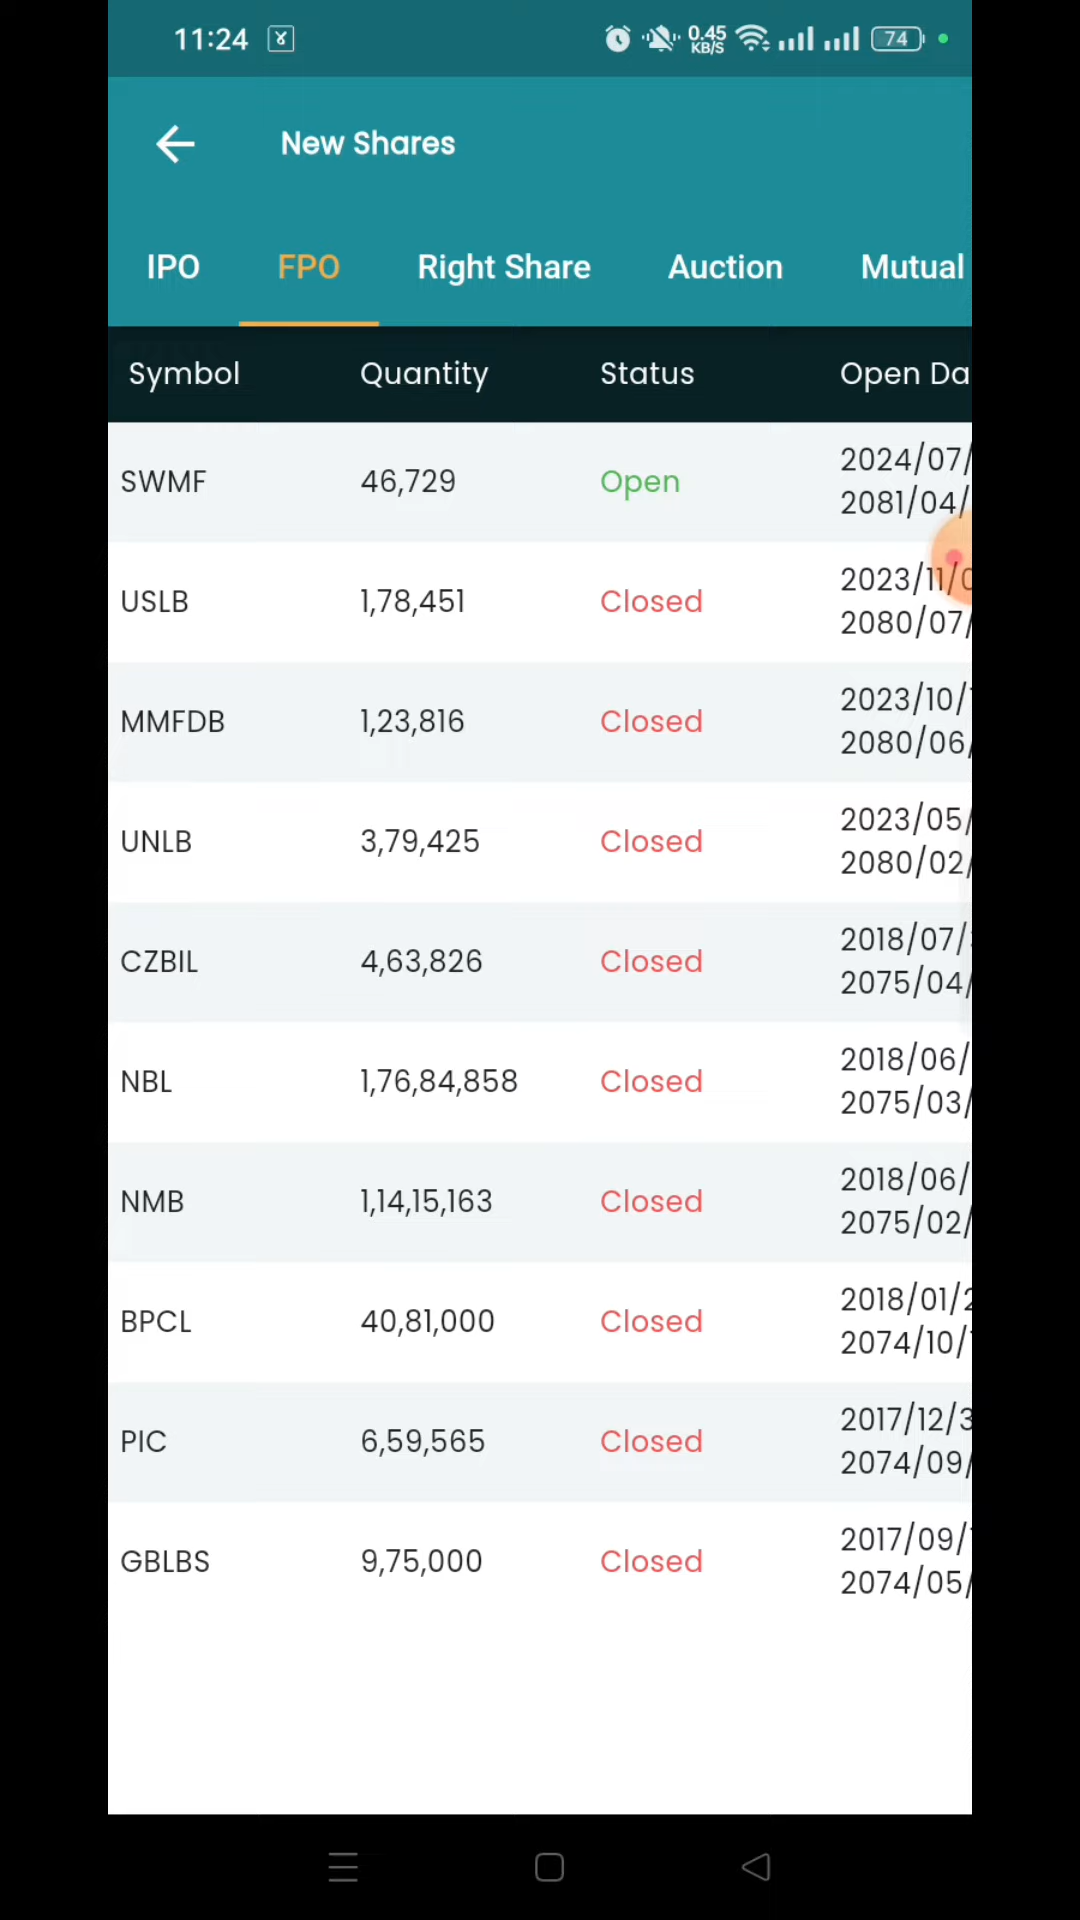 11:24 ४ 0.45 KB/S 74
New Shares
IPO FPO Right Share Auction Mutual
Symbol Quantity Status Open Da
SWMF 46,729 Open 2024/07/
2081/04/
USLB 1,78,451 Closed 2023/11/0
2080/07/
MMFDB 1,23,816 Closed 2023/10/
2080/06/
UNLB 3,79,425 Closed 2023/05/
2080/02/
CZBIL 4,63,826 Closed 2018/07/
2075/04/
NBL 1,76,84,858 Closed 2018/06/
2075/03/
NMB 1,14,15,163 Closed 2018/06/
2075/02/
BPCL 40,81,000 Closed 2018/01/2
2074/10/
PIC 6,59,565 Closed 2017/12/3
2074/09/
GBLBS 9,75,000 Closed 2017/09/
2074/05/